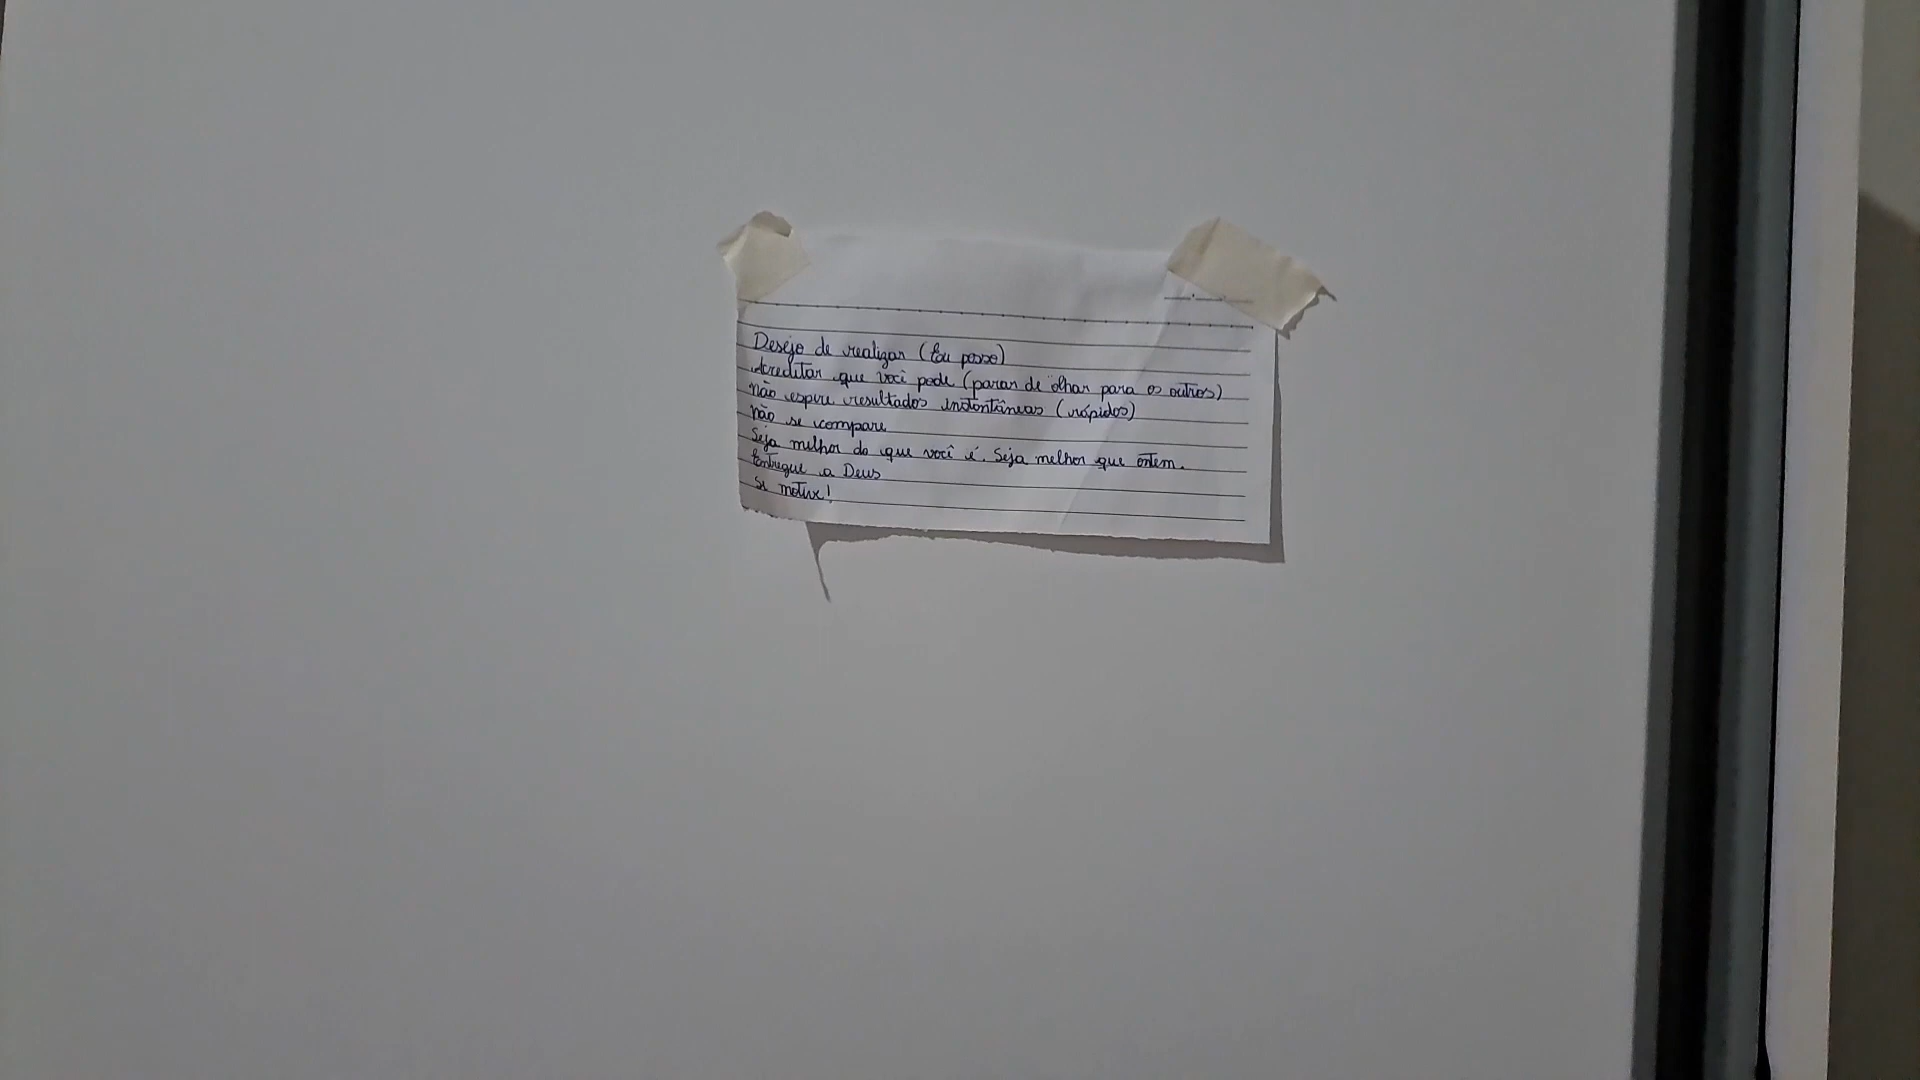 Desejo de realizar (Eu posso)
Acreditar que você pode (parar de olhar para os outros)
Não espere resultados instantâneos (rápidos)
Não se compare
Seja melhor do que você é. Seja melhor que ontem.
Entregue a Deus
Se motive!